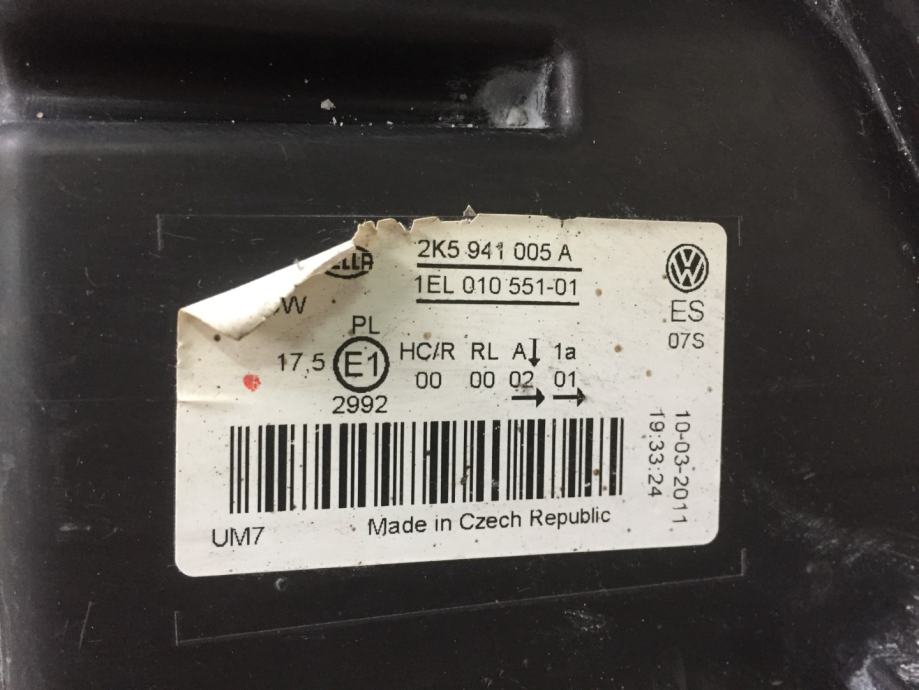 2K5 941 005 A
1EL 010 551-01
ES
07S
PL
17,5 E1 HC/R RL A 1a
00 00 02 01
2992
10-03-2011
19:33:24
UM7 Made in Czech Republic